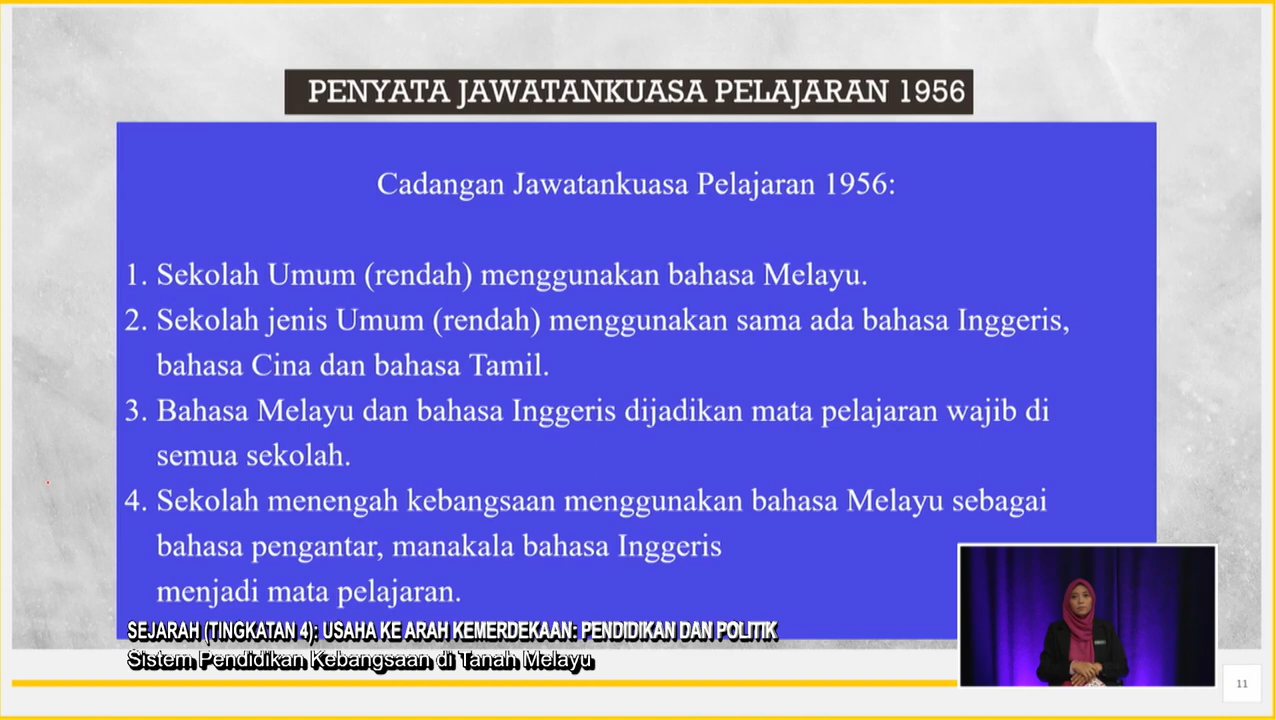 PENYATA JAWATANKUASA PELAJARAN 1956
Cadangan Jawatankuasa Pelajaran 1956:
1. Sekolah Umum (rendah) menggunakan bahasa Melayu.
2. Sekolah jenis Umum (rendah) menggunakan sama ada bahasa Inggeris,
bahasa Cina dan bahasa Tamil.
3. Bahasa Melayu dan bahasa Inggeris dijadikan mata pelajaran wajib di
semua sekolah.
4. Sekolah menengah kebangsaan menggunakan bahasa Melayu sebagai
bahasa pengantar, manakala bahasa Inggeris
menjadi mata pelajaran.
SEJARAH (TINGKATAN 4): USAHA KE ARAH KEMERDEKAAN: PENDIDIKAN DAN POLITIK
Sistem Pendidikan Kebangsaan di Tanah Melayu
11